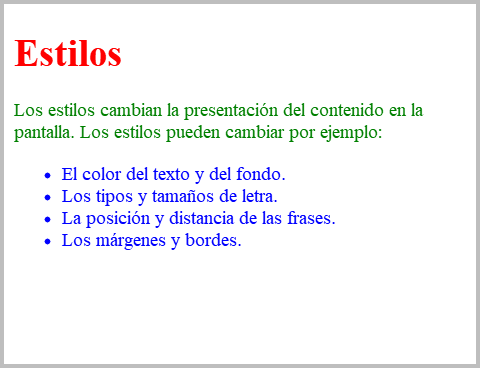 Estilos
Los estilos cambian la presentación del contenido en la
pantalla. Los estilos pueden cambiar por ejemplo:
• El color del texto y del fondo.
• Los tipos y tamaños de letra.
• La posición y distancia de las frases.
• Los márgenes y bordes.